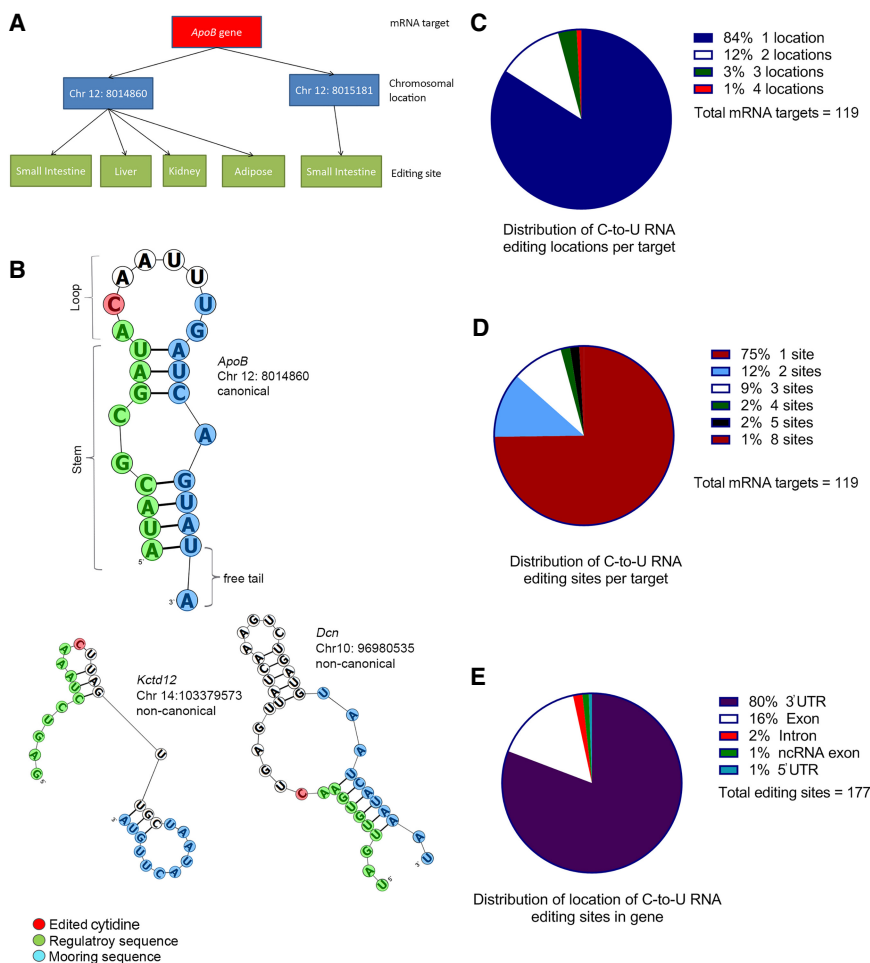 A
ApoB gene
mRNA target
Chr 12: 8014860
Chr 12: 8015181
Chromosomal
location
Small Intestine
Liver
Kidney
Adipose
Small Intestine
Editing site
B
Loop
Stem
A A U U
C U
A G
U A
A U
G C
C
A
G
G
C U
A A
U U
A
5'
3' A
free tail
ApoB
Chr 12: 8014860
canonical
Kctd12
Chr 14:103379573
non-canonical
Dcn
Chr10: 96980535
non-canonical
5'
3'
5'
3'
Edited cytidine
Regulatroy sequence
Mooring sequence
C
84% 1 location
12% 2 locations
3% 3 locations
1% 4 locations
Total mRNA targets = 119
Distribution of C-to-U RNA
editing locations per target
D
75% 1 site
12% 2 sites
9% 3 sites
2% 4 sites
2% 5 sites
1% 8 sites
Total mRNA targets = 119
Distribution of C-to-U RNA
editing sites per target
E
80% 3'UTR
16% Exon
2% Intron
1% ncRNA exon
1% 5'UTR
Total editing sites = 177
Distribution of location of C-to-U RNA
editing sites in gene